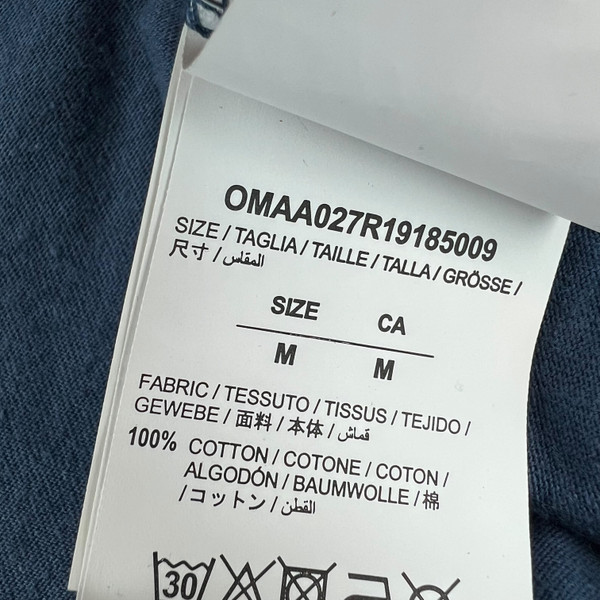 OMAA027R19185009
SIZE / TAGLIA / TAILLE / TALLA / GRÖSSE /
尺寸 / المقاس /
SIZE CA
M M
FABRIC / TESSUTO / TISSUS / TEJIDO /
GEWEBE / 面料 / 本体 / قماش /
100% COTTON / COTONE / COTON /
ALGODÓN / BAUMWOLLE / 棉
/ コットン / القطن /
30